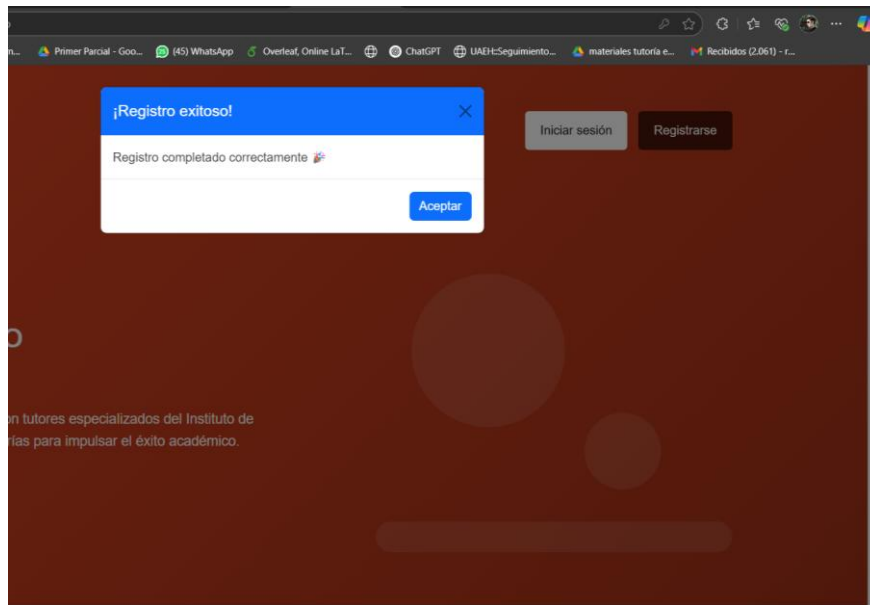 Primer Parcial - Goo... (45) WhatsApp Overleaf, Online LaT... ChatGPT UAEH::Seguimiento... materiales tutoría e... Recibidos (2.061) - r...
¡Registro exitoso!
Iniciar sesión Registrarse
Registro completado correctamente 🎉
Aceptar
tutores especializados del Instituto de
para impulsar el éxito académico.